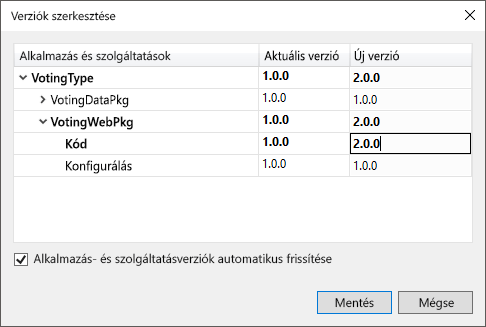 Verziók szerkesztése
Alkalmazás és szolgáltatások Aktuális verzió Új verzió
VotingType 1.0.0 2.0.0
VotingDataPkg 1.0.0 1.0.0
VotingWebPkg 1.0.0 2.0.0
Kód 1.0.0 2.0.0
Konfigurálás 1.0.0 1.0.0
Alkalmazás- és szolgáltatásverziók automatikus frissítése
Mentés Mégse